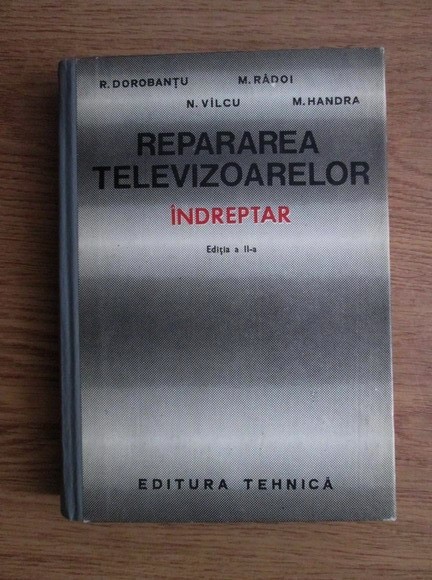 R. DOROBANȚU M. RĂDOI
N. VÎLCU M. HANDRA
REPARAREA
TELEVIZOARELOR
ÎNDREPTAR
Ediția a II-a
EDITURA TEHNICĂ